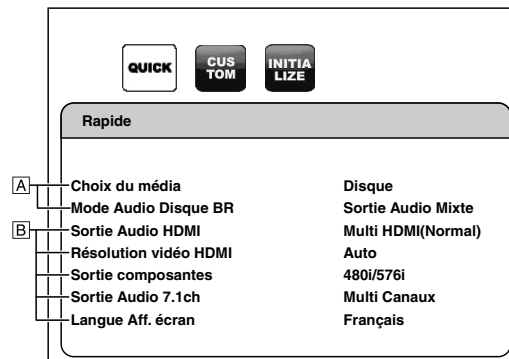 QUICK
CUS
TOM
INITIA
LIZE
Rapide
A
Choix du média Disque
Mode Audio Disque BR Sortie Audio Mixte
B
Sortie Audio HDMI Multi HDMI(Normal)
Résolution vidéo HDMI Auto
Sortie composantes 480i/576i
Sortie Audio 7.1ch Multi Canaux
Langue Aff. écran Français